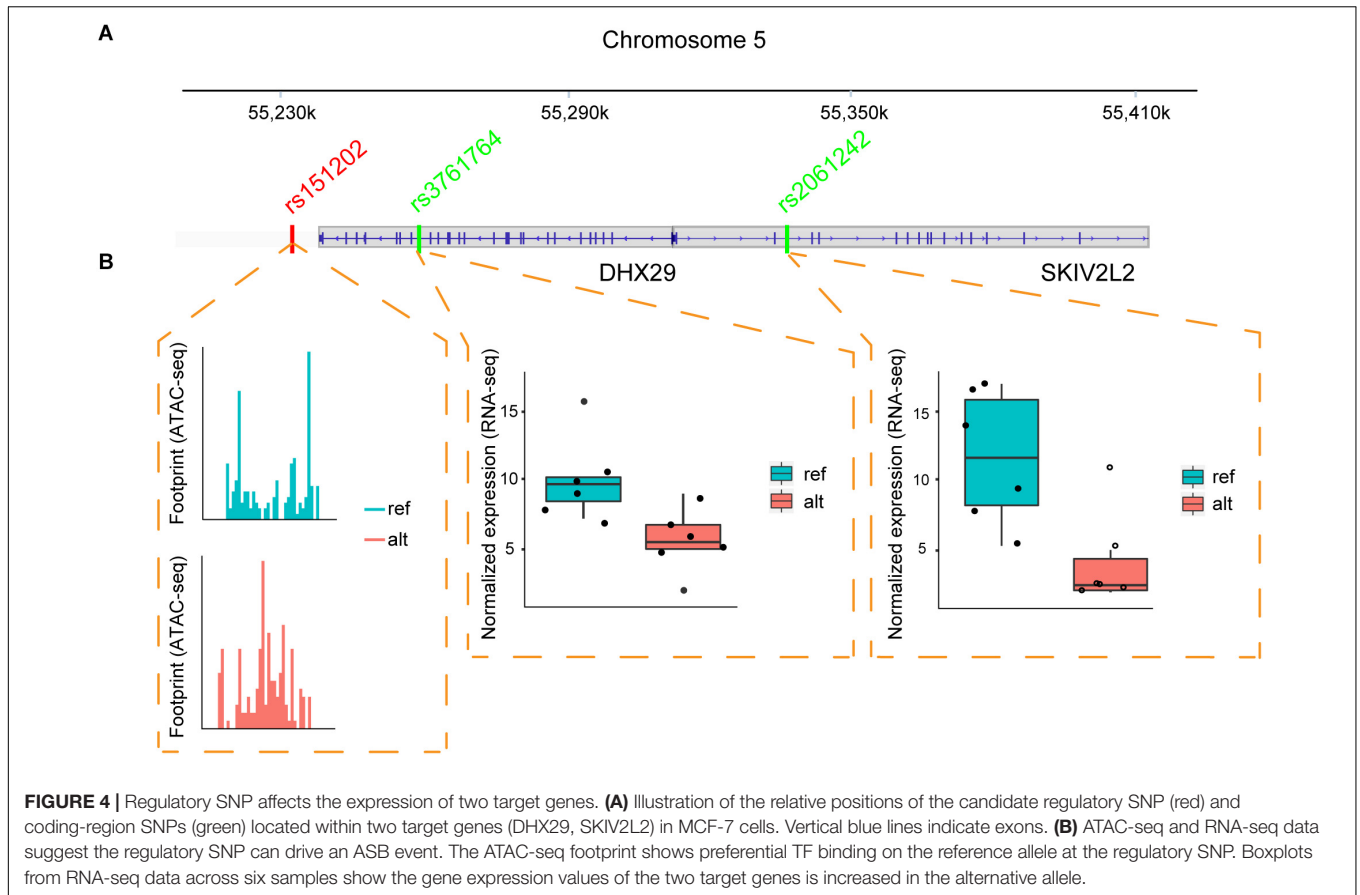 A
Chromosome 5
55,230k 55,290k 55,350k 55,410k
rs151202 rs3761764 rs2061242
B
DHX29 SKIV2L2
Footprint (ATAC-seq)
ref
alt
Footprint (ATAC-seq)
Normalized expression (RNA-seq)
15
10
5
ref
alt
Normalized expression (RNA-seq)
15
10
5
ref
alt
FIGURE 4 | Regulatory SNP affects the expression of two target genes. (A) Illustration of the relative positions of the candidate regulatory SNP (red) and
coding-region SNPs (green) located within two target genes (DHX29, SKIV2L2) in MCF-7 cells. Vertical blue lines indicate exons. (B) ATAC-seq and RNA-seq data
suggest the regulatory SNP can drive an ASB event. The ATAC-seq footprint shows preferential TF binding on the reference allele at the regulatory SNP. Boxplots
from RNA-seq data across six samples show the gene expression values of the two target genes is increased in the alternative allele.